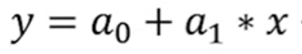 y = a₀ + a₁ * x